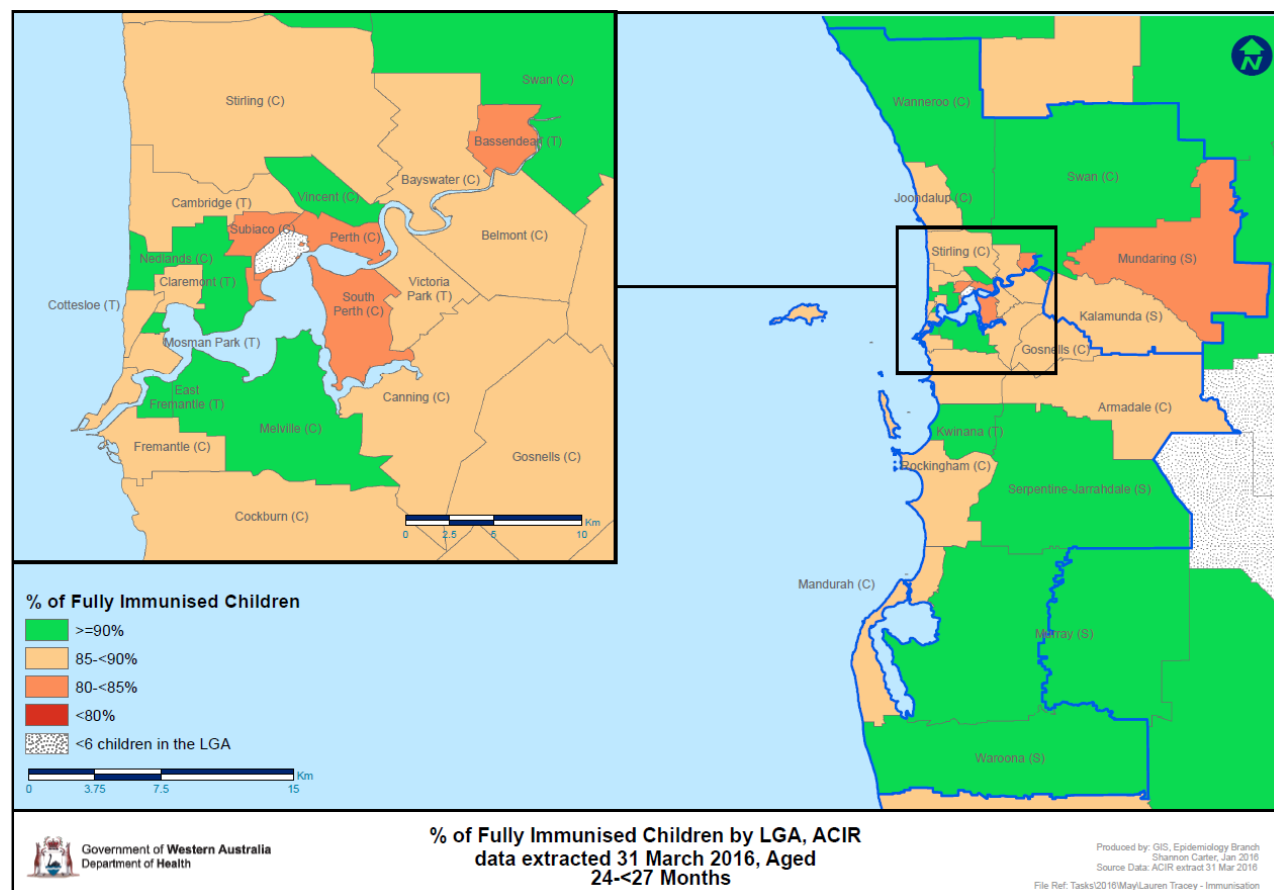 Stirling (C)
Swan (C)
Bassendean (T)
Bayswater (C)
Vincent (C)
Cambridge (T)
Subiaco (C)
Perth (C)
Belmont (C)
Nedlands (C)
Claremont (T)
Victoria
Park (T)
South
Perth (C)
Cottesloe (T)
Mosman Park (T)
East
Fremantle (T)
Canning (C)
Melville (C)
Fremantle (C)
Gosnells (C)
Cockburn (C)
Km
0 2.5 5 10
Wanneroo (C)
Swan (C)
Joondalup (C)
Stirling (C)
Mundaring (S)
Kalamunda (S)
Gosnells (C)
Armadale (C)
Kwinana (T)
Rockingham (C)
Serpentine-Jarrahdale (S)
Mandurah (C)
Murray (S)
Waroona (S)
% of Fully Immunised Children
>=90%
85-<90%
80-<85%
<80%
<6 children in the LGA
Km
0 3.75 7.5 15
Government of Western Australia
Department of Health
% of Fully Immunised Children by LGA, ACIR
data extracted 31 March 2016, Aged
24-<27 Months
Produced by: GIS, Epidemiology Branch
Shannon Carter, Jan 2016
Source Data: ACIR extract 31 Mar 2016
File Ref: Tasks\2016\May\Lauren Tracey - Immunisation